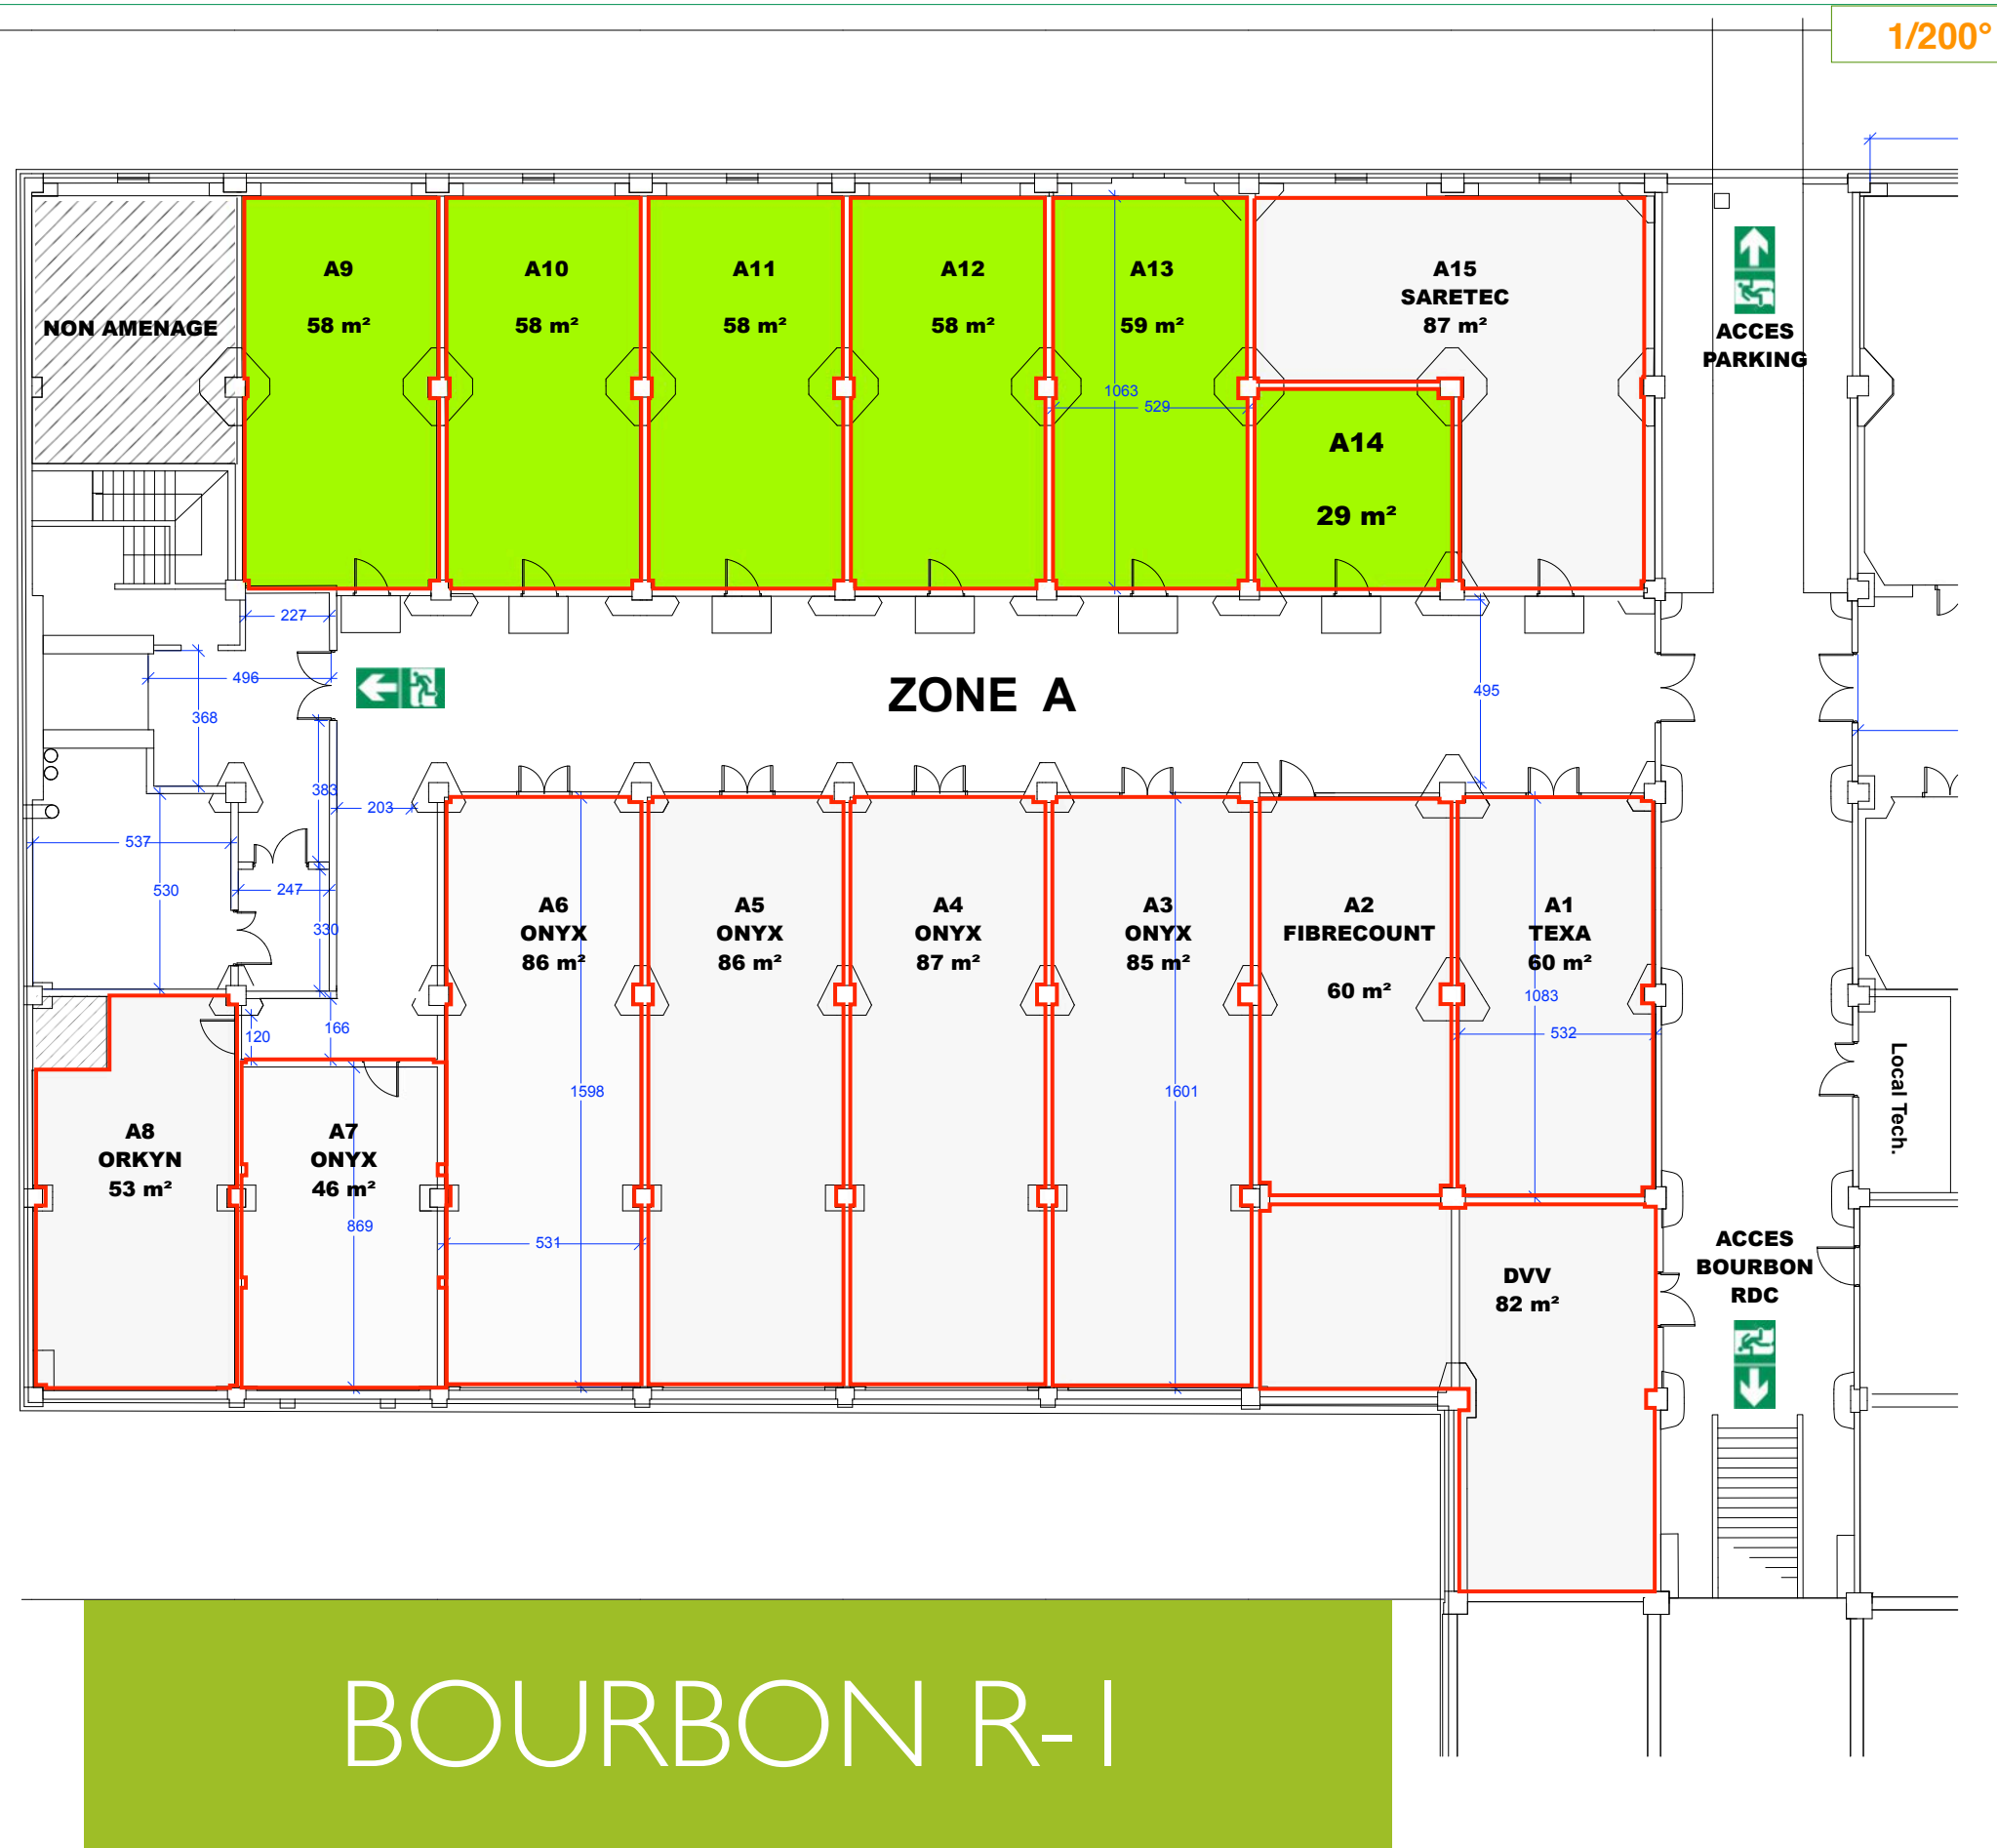 1/200°
A9
58 m²
A10
58 m²
A11
58 m²
A12
58 m²
A13
59 m²
A15
SARETEC
87 m²
NON AMENAGE
ACCES
PARKING
1063
529
A14
29 m²
227
496
368
ZONE A
495
383
203
537
530
247
330
A6
ONYX
86 m²
A5
ONYX
86 m²
A4
ONYX
87 m²
A3
ONYX
85 m²
A2
FIBRECOUNT
60 m²
A1
TEXA
60 m²
1083
532
120
166
1598
1601
Local Tech.
A8
ORKYN
53 m²
A7
ONYX
46 m²
869
531
DVV
82 m²
ACCES
BOURBON
RDC
BOURBON R-1